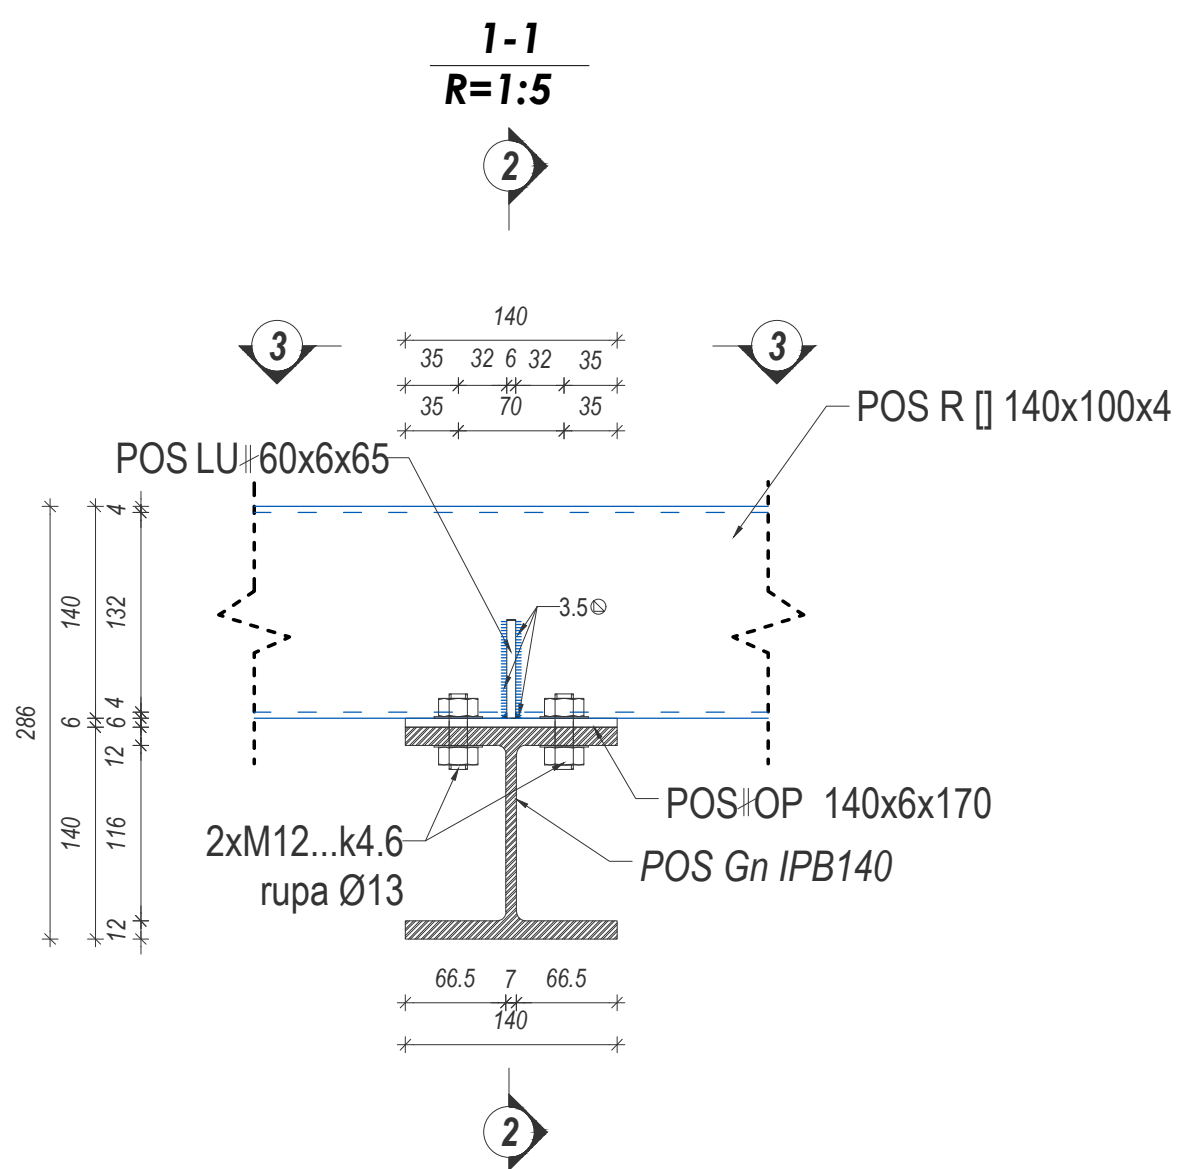 1-1
R=1:5
2
140
3
3
35 32 6 32 35
35 70 35
POS R [] 140x100x4
POS LU 60x6x65
4
140
132
3.5
4
286
6
6
12
POS OP 140x6x170
140
116
2xM12...k4.6
rupa Ø13
POS Gn IPB140
12
66.5 7 66.5
140
2